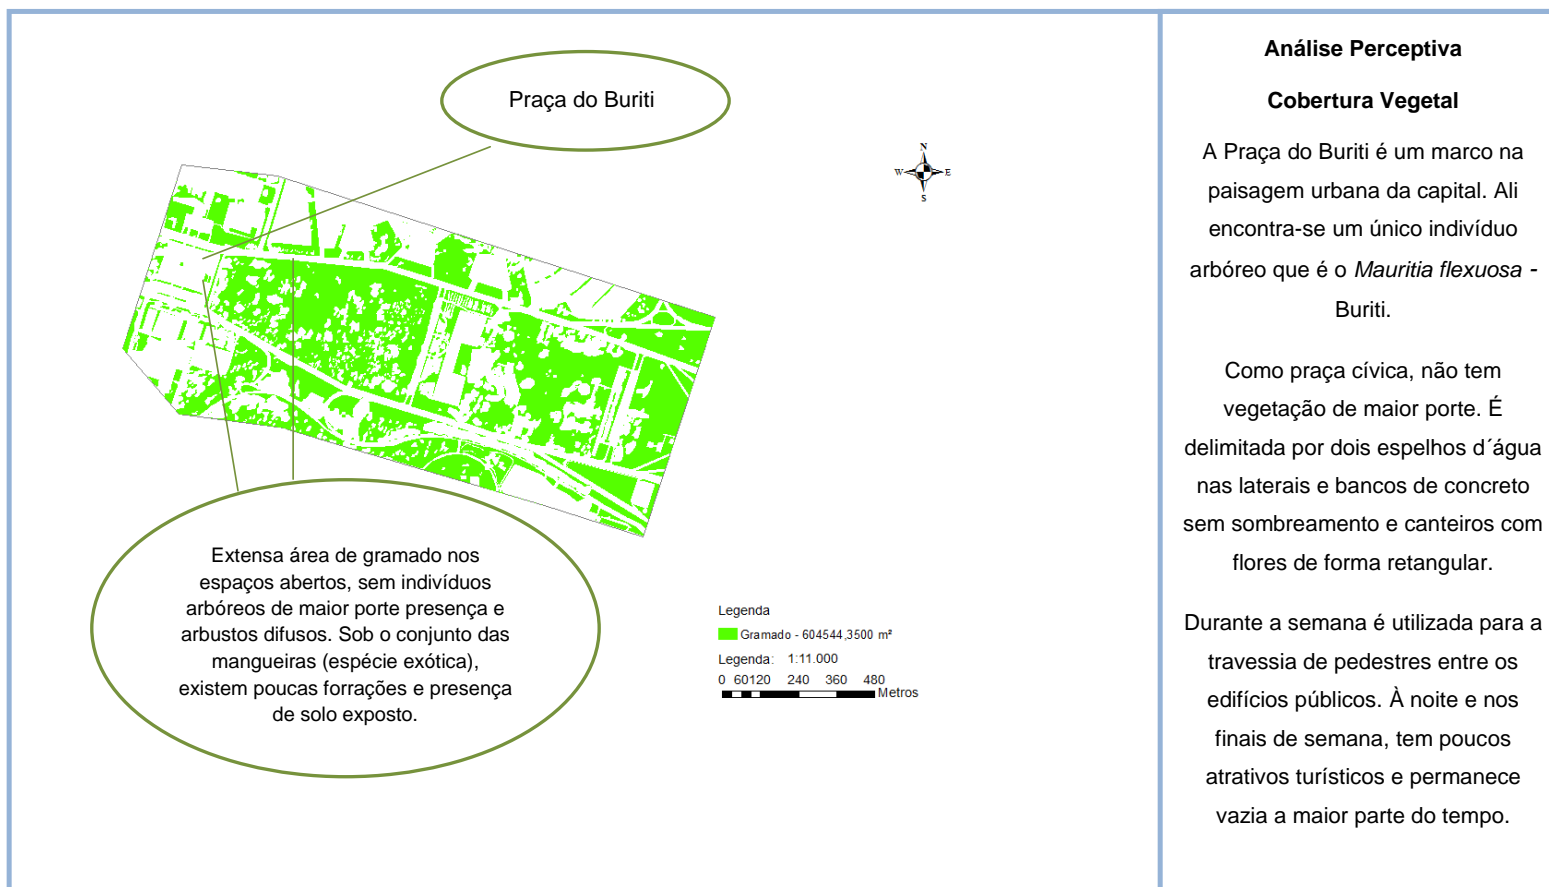 Praça do Buriti
N
W E
S
Extensa área de gramado nos
espaços abertos, sem indivíduos
arbóreos de maior porte presença e
arbustos difusos. Sob o conjunto das
mangueiras (espécie exótica),
existem poucas forrações e presença
de solo exposto.
Legenda
Gramado - 604544,3500 m²
Legenda: 1:11.000
0 60120 240 360 480
Metros
Análise Perceptiva
Cobertura Vegetal
A Praça do Buriti é um marco na
paisagem urbana da capital. Ali
encontra-se um único indivíduo
arbóreo que é o Mauritia flexuosa -
Buriti.
Como praça cívica, não tem
vegetação de maior porte. É
delimitada por dois espelhos d´água
nas laterais e bancos de concreto
sem sombreamento e canteiros com
flores de forma retangular.
Durante a semana é utilizada para a
travessia de pedestres entre os
edifícios públicos. À noite e nos
finais de semana, tem poucos
atrativos turísticos e permanece
vazia a maior parte do tempo.